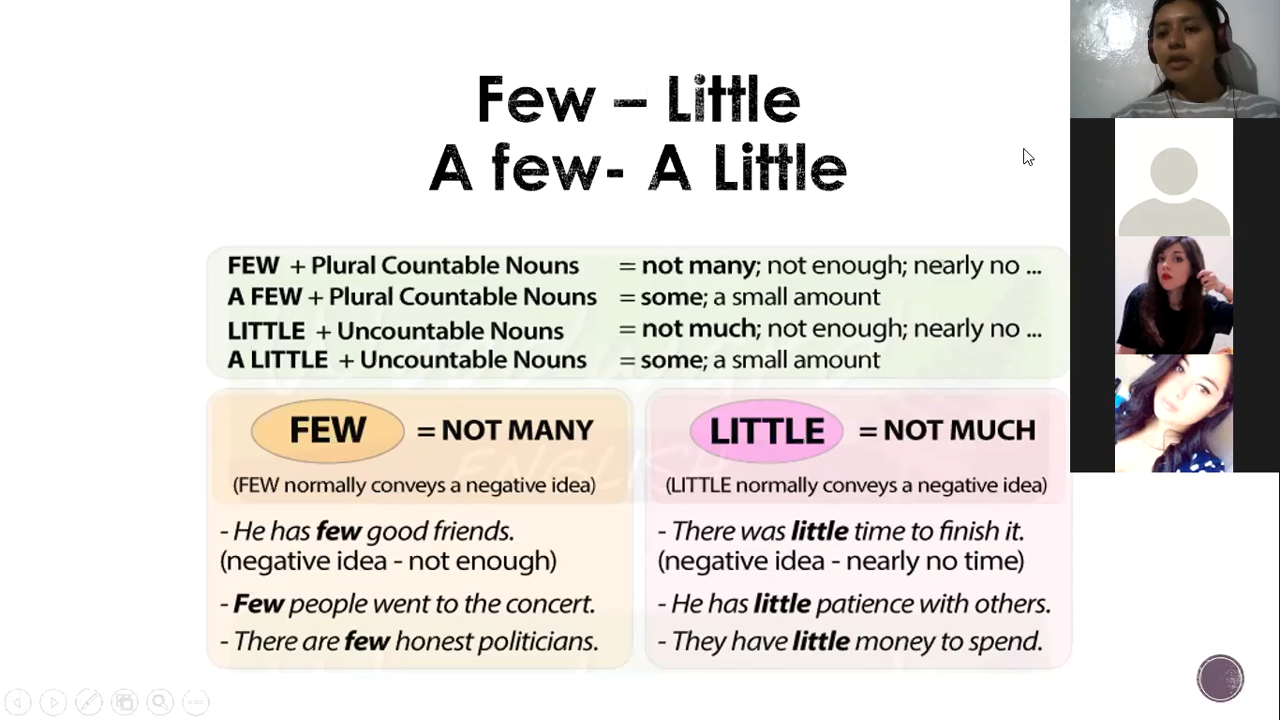 Few – Little
A few- A Little
FEW + Plural Countable Nouns = not many; not enough; nearly no ...
A FEW + Plural Countable Nouns = some; a small amount
LITTLE + Uncountable Nouns = not much; not enough; nearly no ...
A LITTLE + Uncountable Nouns = some; a small amount
FEW = NOT MANY
(FEW normally conveys a negative idea)
- He has few good friends.
(negative idea - not enough)
- Few people went to the concert.
- There are few honest politicians.
LITTLE = NOT MUCH
(LITTLE normally conveys a negative idea)
- There was little time to finish it.
(negative idea - nearly no time)
- He has little patience with others.
- They have little money to spend.